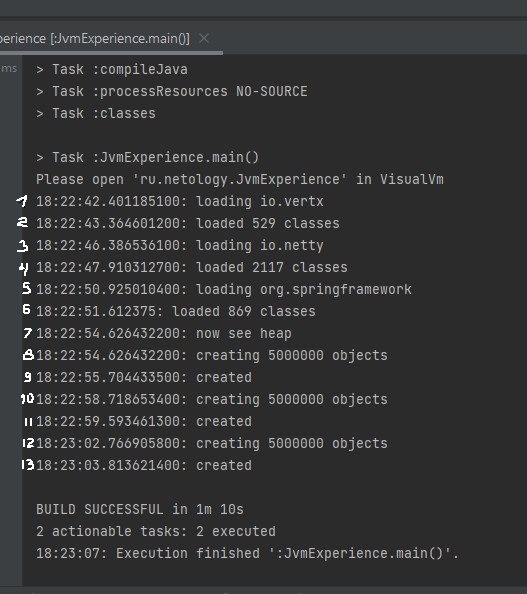 perience [:JvmExperience.main()] ×
ms
> Task :compileJava
> Task :processResources NO-SOURCE
> Task :classes
> Task :JvmExperience.main()
Please open 'ru.netology.JvmExperience' in VisualVm
1 18:22:42.401185100: loading io.vertx
2 18:22:43.364601200: loaded 529 classes
3 18:22:46.386536100: loading io.netty
4 18:22:47.910312700: loaded 2117 classes
5 18:22:50.925010400: loading org.springframework
6 18:22:51.612375: loaded 869 classes
7 18:22:54.626432200: now see heap
8 18:22:54.626432200: creating 5000000 objects
9 18:22:55.704433500: created
10 18:22:58.718653400: creating 5000000 objects
11 18:22:59.593461300: created
12 18:23:02.766905800: creating 5000000 objects
13 18:23:03.813621400: created
BUILD SUCCESSFUL in 1m 10s
2 actionable tasks: 2 executed
18:23:07: Execution finished ':JvmExperience.main()'.